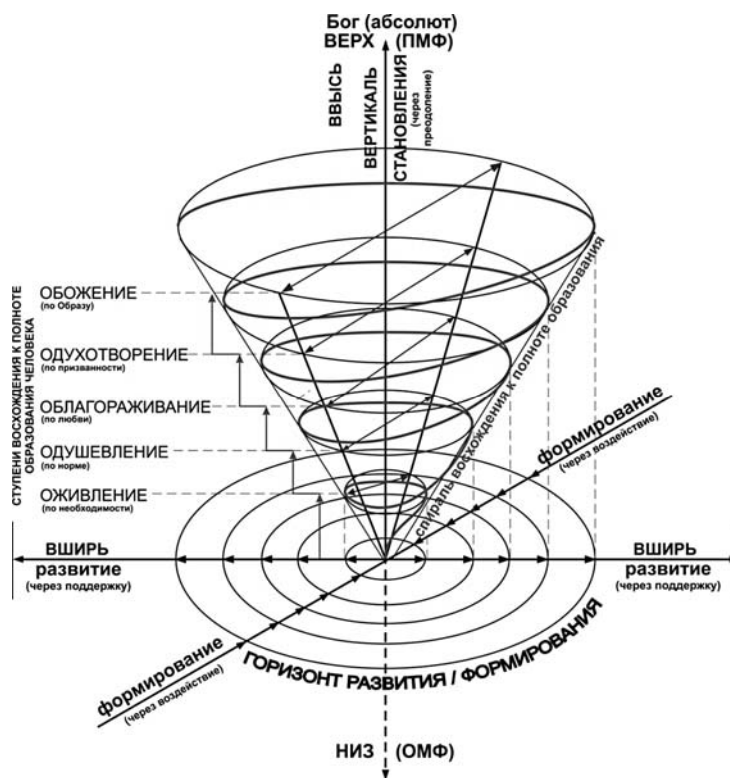 Бог (абсолют)
ВЕРХ (ПМФ)
ВВЫСЬ
ВЕРТИКАЛЬ
СТАНОВЛЕНИЯ
(через
преодоление)
СТУПЕНИ ВОСХОЖДЕНИЯ К ПОЛНОТЕ
ОБРАЗОВАНИЯ ЧЕЛОВЕКА
ОБОЖЕНИЕ
(по Образу)
ОДУХОТВОРЕНИЕ
(по призванности)
ОБЛАГОРАЖИВАНИЕ
(по любви)
ОДУШЕВЛЕНИЕ
(по норме)
ОЖИВЛЕНИЕ
(по необходимости)
спираль восхождения к полноте образования
формирование
(через воздействие)
ВШИРЬ
развитие
(через поддержку)
ВШИРЬ
развитие
(через поддержку)
формирование
(через воздействие)
ГОРИЗОНТ РАЗВИТИЯ / ФОРМИРОВАНИЯ
НИЗ (ОМФ)